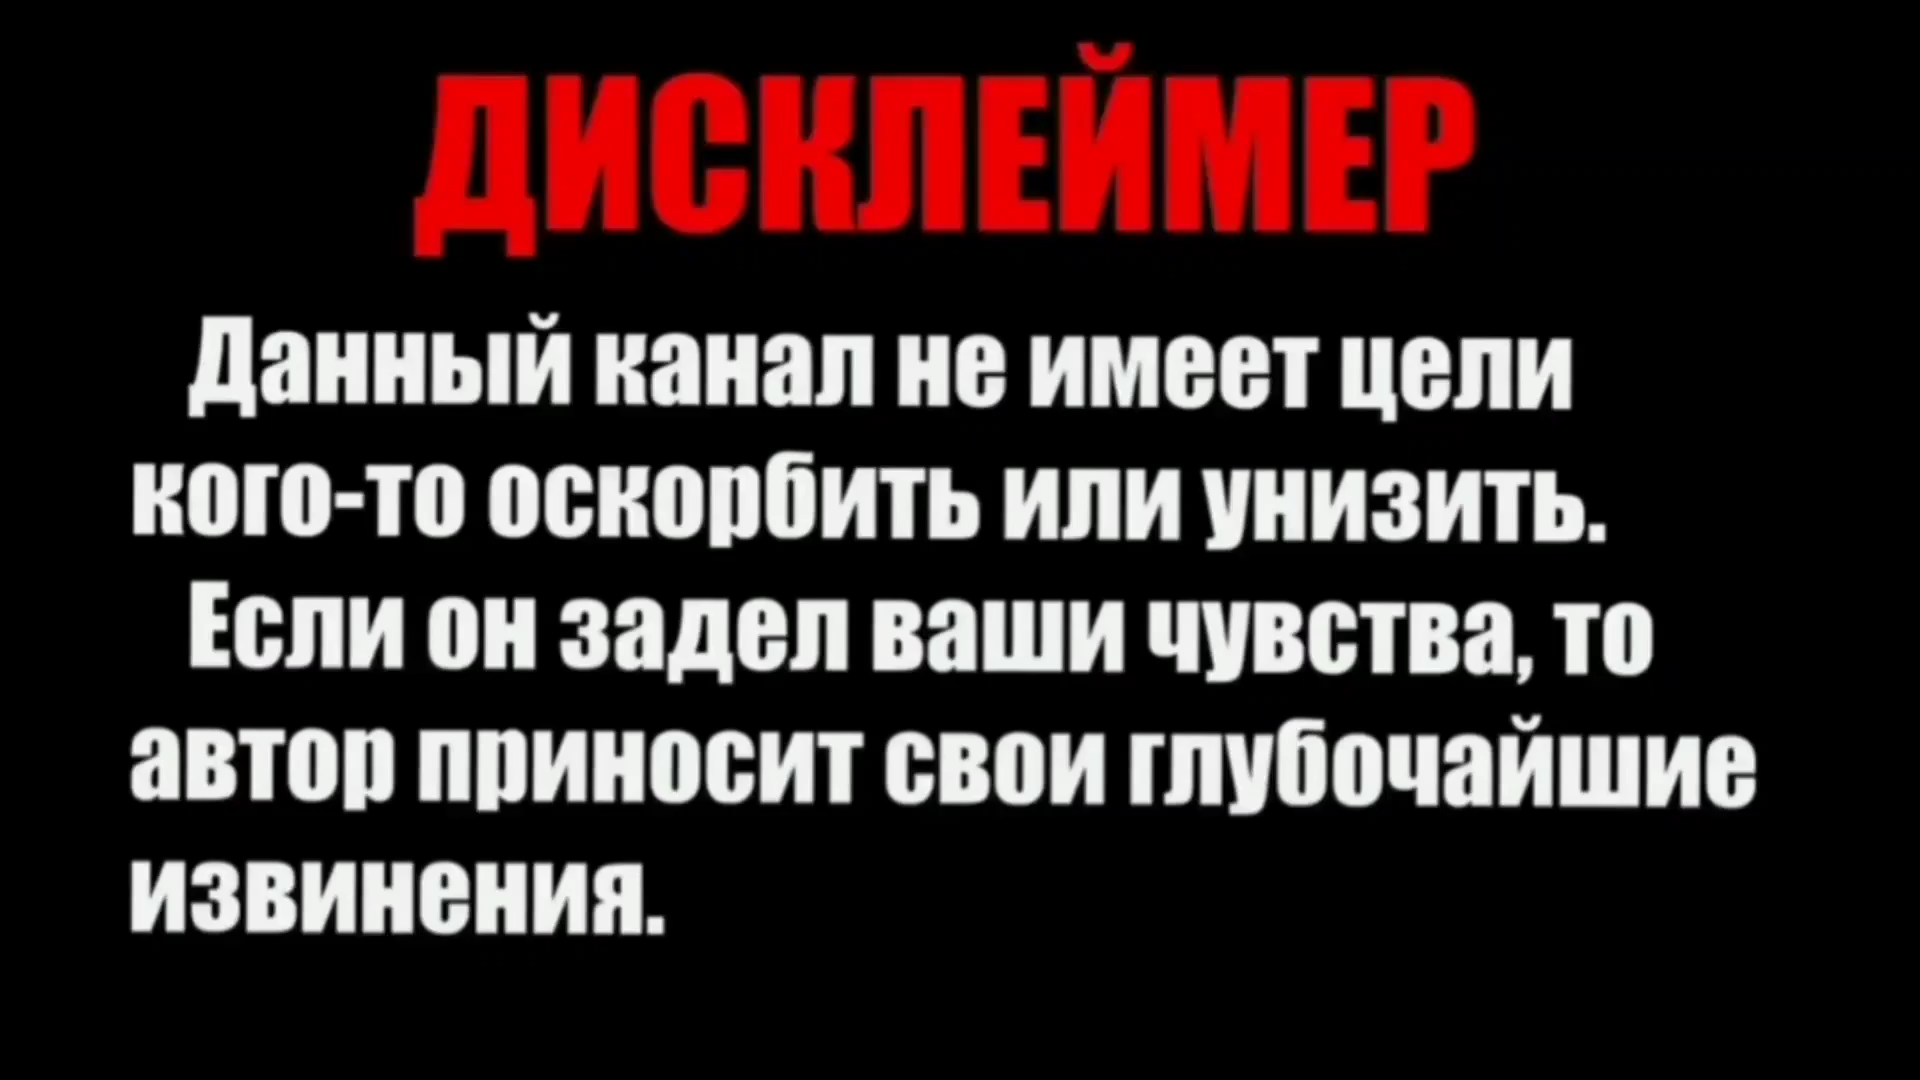 ДИСКЛЕЙМЕР
Данный канал не имеет цели
кого-то оскорбить или унизить.
Если он задел ваши чувства, то
автор приносит свои глубочайшие
извинения.